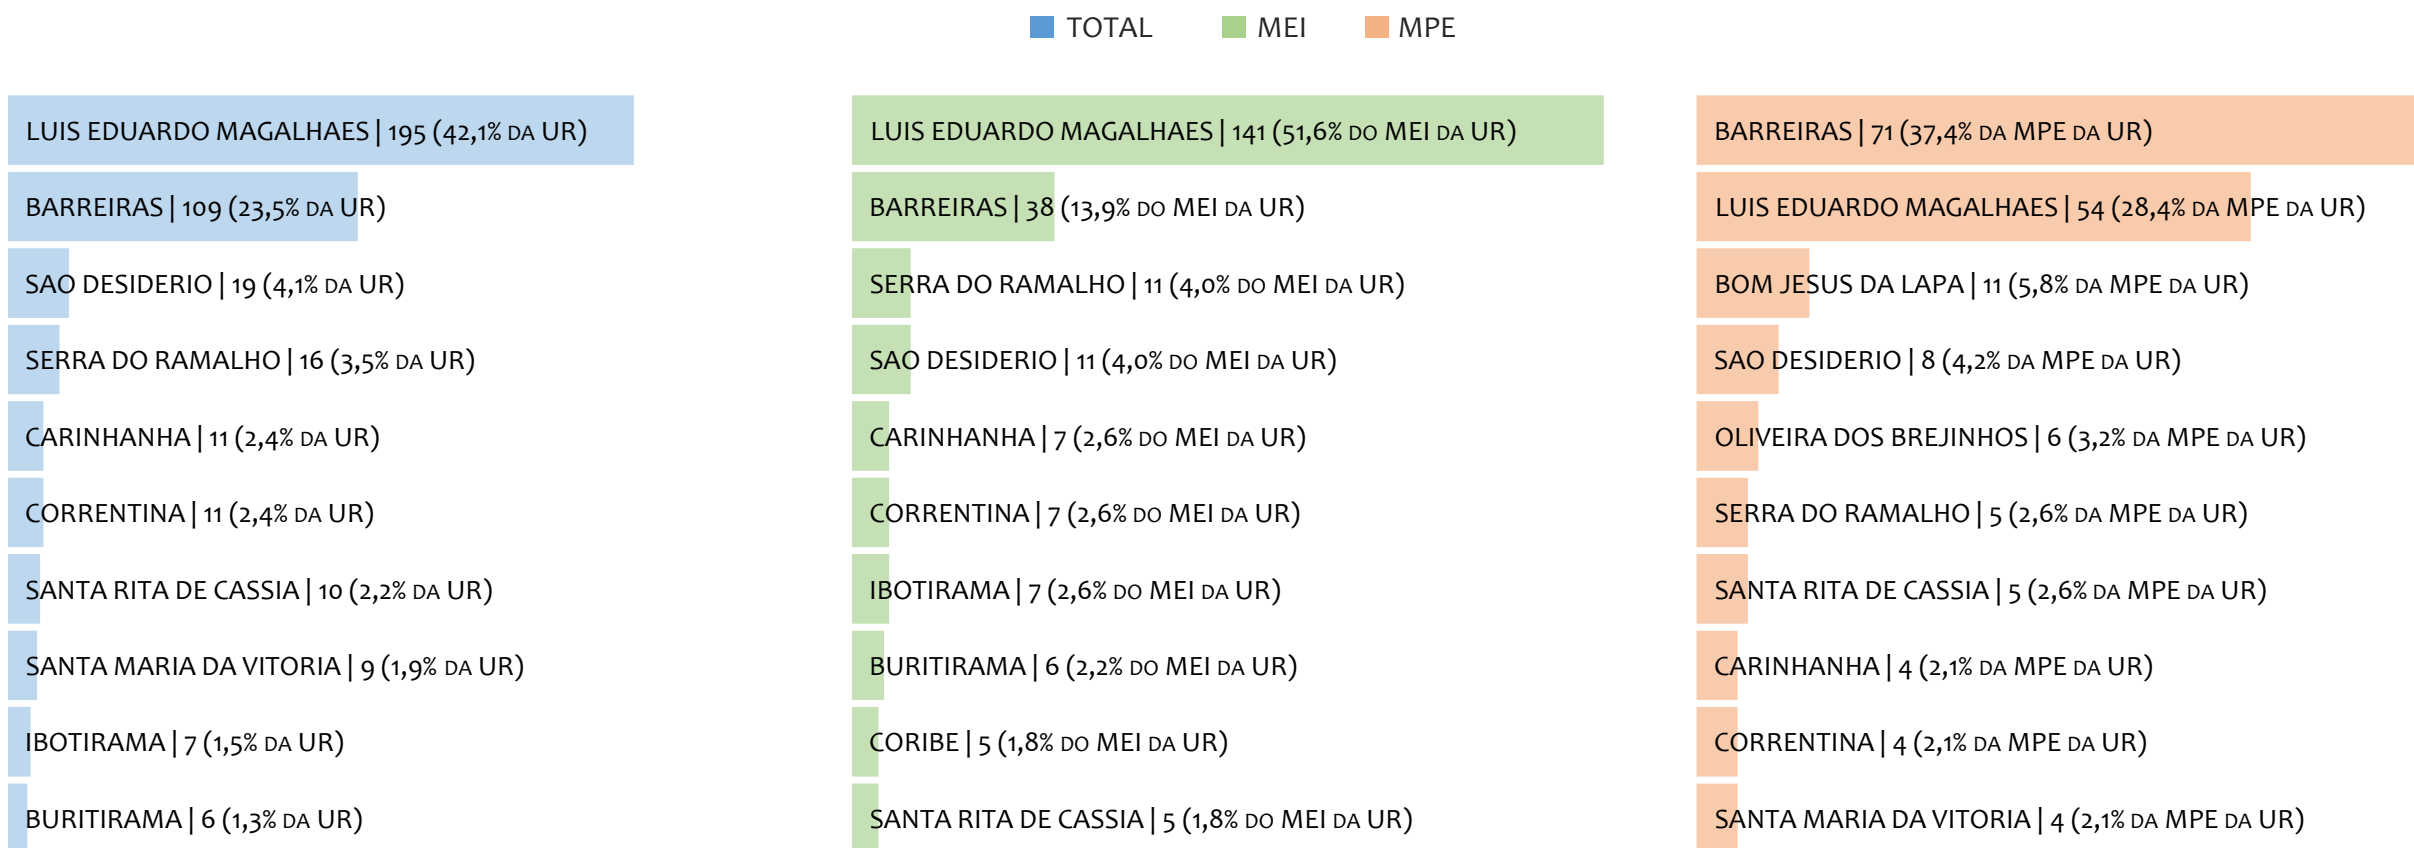 TOTAL MEI MPE
LUIS EDUARDO MAGALHAES | 195 (42,1% DA UR)
BARREIRAS | 109 (23,5% DA UR)
SAO DESIDERIO | 19 (4,1% DA UR)
SERRA DO RAMALHO | 16 (3,5% DA UR)
CARINHANHA | 11 (2,4% DA UR)
CORRENTINA | 11 (2,4% DA UR)
SANTA RITA DE CASSIA | 10 (2,2% DA UR)
SANTA MARIA DA VITORIA | 9 (1,9% DA UR)
IBOTIRAMA | 7 (1,5% DA UR)
BURITIRAMA | 6 (1,3% DA UR)
LUIS EDUARDO MAGALHAES | 141 (51,6% DO MEI DA UR)
BARREIRAS | 38 (13,9% DO MEI DA UR)
SERRA DO RAMALHO | 11 (4,0% DO MEI DA UR)
SAO DESIDERIO | 11 (4,0% DO MEI DA UR)
CARINHANHA | 7 (2,6% DO MEI DA UR)
CORRENTINA | 7 (2,6% DO MEI DA UR)
IBOTIRAMA | 7 (2,6% DO MEI DA UR)
BURITIRAMA | 6 (2,2% DO MEI DA UR)
CORIBE | 5 (1,8% DO MEI DA UR)
SANTA RITA DE CASSIA | 5 (1,8% DO MEI DA UR)
BARREIRAS | 71 (37,4% DA MPE DA UR)
LUIS EDUARDO MAGALHAES | 54 (28,4% DA MPE DA UR)
BOM JESUS DA LAPA | 11 (5,8% DA MPE DA UR)
SAO DESIDERIO | 8 (4,2% DA MPE DA UR)
OLIVEIRA DOS BREJINHOS | 6 (3,2% DA MPE DA UR)
SERRA DO RAMALHO | 5 (2,6% DA MPE DA UR)
SANTA RITA DE CASSIA | 5 (2,6% DA MPE DA UR)
CARINHANHA | 4 (2,1% DA MPE DA UR)
CORRENTINA | 4 (2,1% DA MPE DA UR)
SANTA MARIA DA VITORIA | 4 (2,1% DA MPE DA UR)